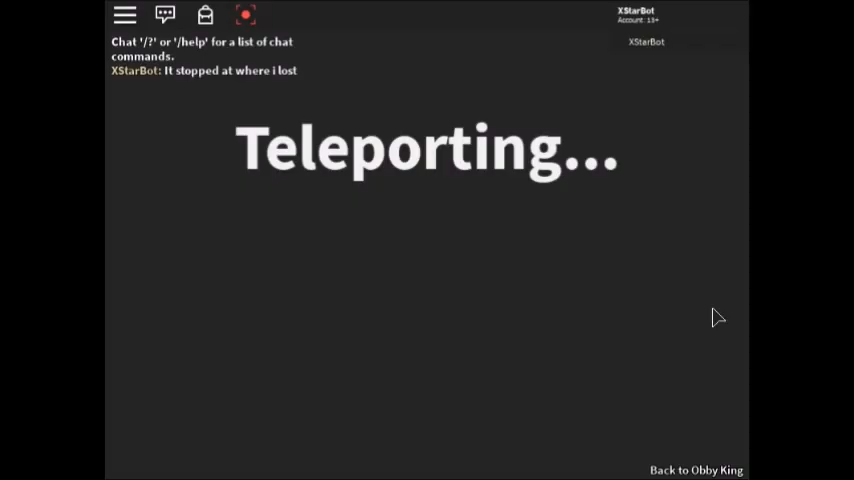 XStarBot
Account: 13+
Chat '/?' or '/help' for a list of chat
commands.
XStarBot
XStarBot: It stopped at where i lost
Teleporting...
Back to Obby King